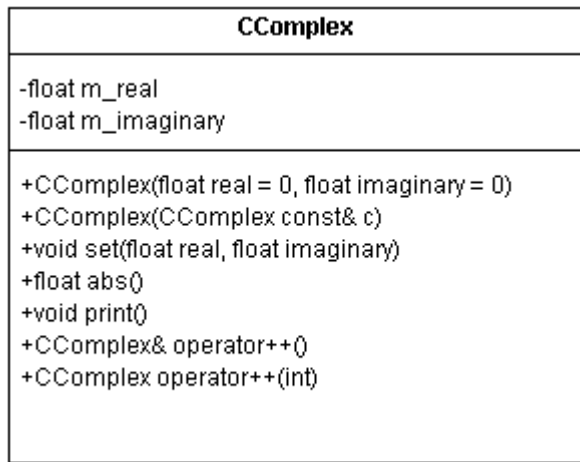 CComplex
-float m_real
-float m_imaginary
+CComplex(float real = 0, float imaginary = 0)
+CComplex(CComplex const& c)
+void set(float real, float imaginary)
+float abs()
+void print()
+CComplex& operator++()
+CComplex operator++(int)